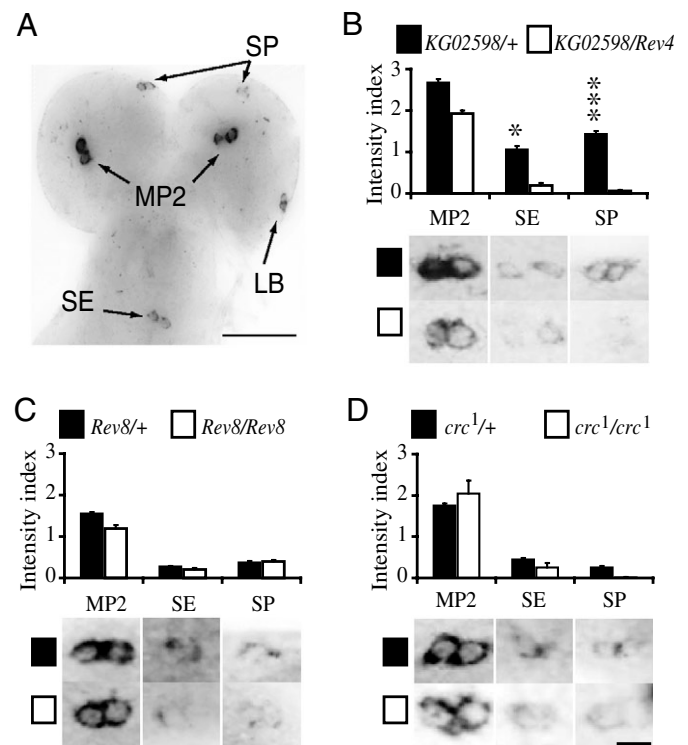 A
SP
MP2
LB
SE
B
KG02598/+ KG02598/Rev4
Intensity index
3
2
1
0
*
***
MP2 SE SP
C
Rev8/+ Rev8/Rev8
Intensity index
3
2
1
0
MP2 SE SP
D
crc1/+ crc1/crc1
Intensity index
3
2
1
0
MP2 SE SP